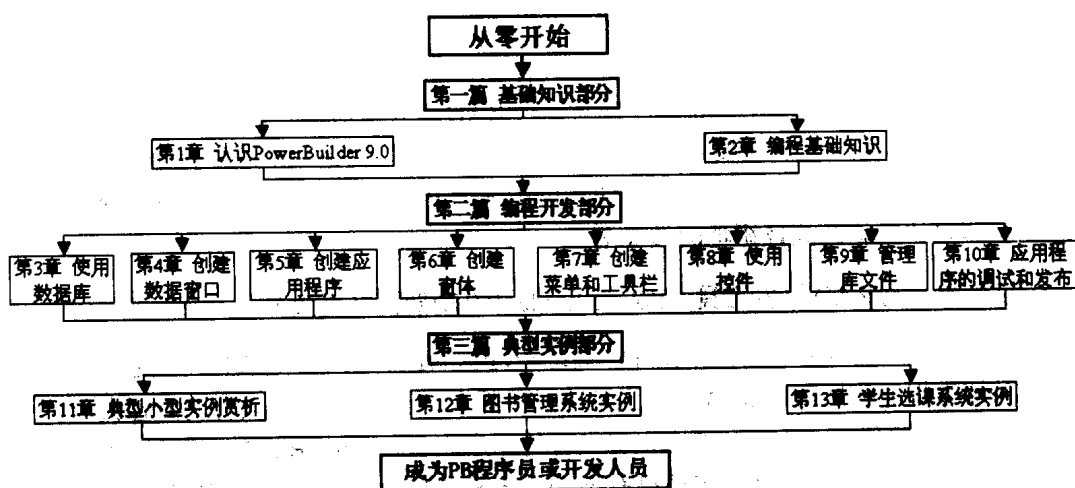 从零开始
第一篇 基础知识部分
第1章 认识PowerBuilder 9.0
第2章 编程基础知识
第二篇 编程开发部分
第3章 使用
数据库
第4章 创建
数据窗口
第5章 创建应
用程序
第6章 创建
窗体
第7章 创建
菜单和工具栏
第8章 使用
控件
第9章 管理
库文件
第10章 应用程
序的调试和发布
第三篇 典型实例部分
第11章 典型小型实例赏析
第12章 图书管理系统实例
第13章 学生选课系统实例
成为PB程序员或开发人员